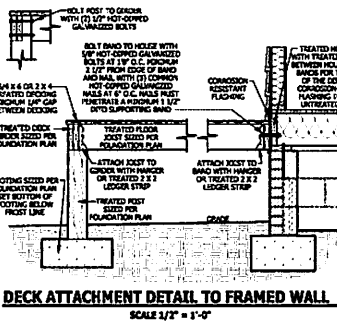 BOLT POST TO GIRDER
WITH (2) 1/2" HOT-DIPPED
GALVANIZED BOLTS
BOLT BAND TO HOUSE WITH
5/8" HOT-DIPPED GALVANIZED
BOLTS AT 18" O.C. MINIMUM
2 1/2" FROM EDGE OF BAND
AND NAIL WITH (3) COMMON
HOT-DIPPED GALVANIZED
NAILS AT 6" O.C. NAILS MUST
PENETRATE A MINIMUM 1 1/2"
INTO SUPPORTING BAND
5/4 X 6 OR 2 X 4
TREATED DECKING
MINIMUM 1/4" GAP
BETWEEN DECKING
TREATED DECK
GIRDER SIZED PER
FOUNDATION PLAN
FOOTING SIZED PER
FOUNDATION PLAN
SET BOTTOM OF
FOOTING BELOW
FROST LINE
TREATED FLOOR
JOIST SIZED PER
FOUNDATION PLAN
ATTACH JOIST TO
GIRDER WITH HANGER
OR TREATED 2 X 2
LEDGER STRIP
TREATED POST
SIZED PER
FOUNDATION PLAN
CORROSION
RESISTANT
FLASHING
ATTACH JOIST TO
BAND WITH HANGER
OR TREATED 2 X 2
LEDGER STRIP
GRADE
TREATED
WITH TREATED
BETWEEN HOU
BANDS FOR
OF THE DE
CORROSION
FLASHING
UNTREATED
DECK ATTACHMENT DETAIL TO FRAMED WALL
SCALE 1/2" = 1'-0"